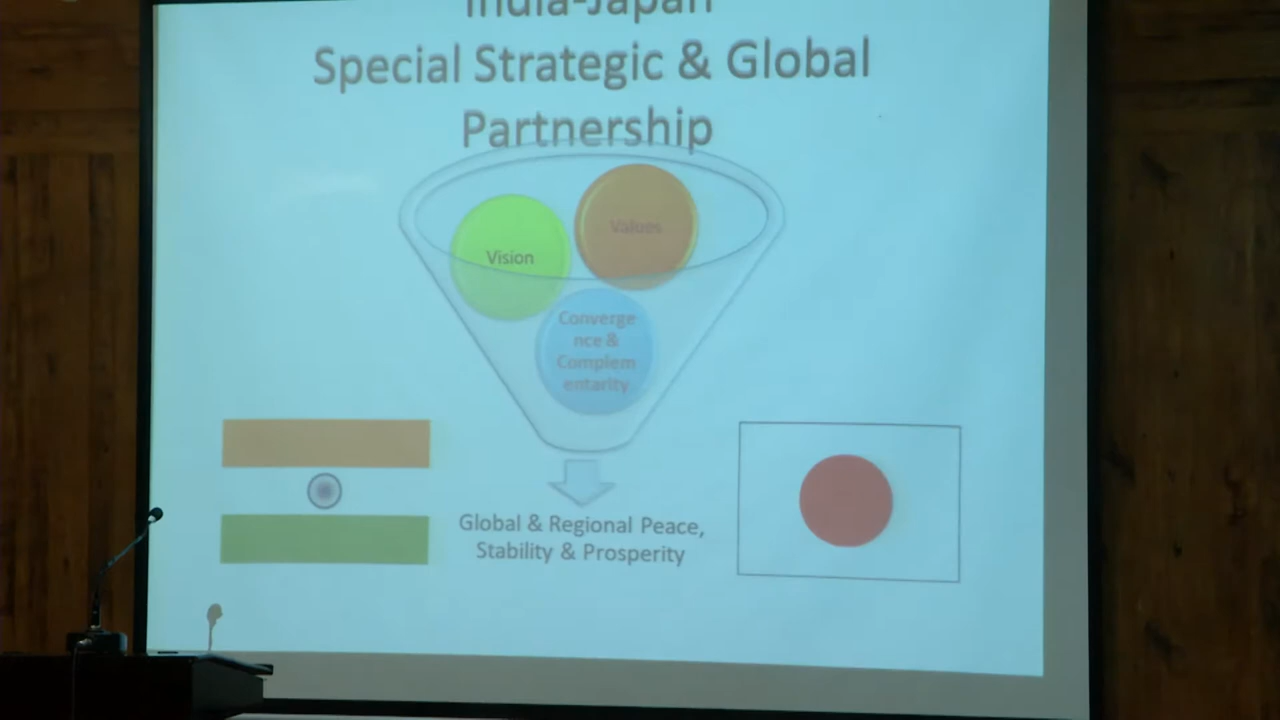 India-Japan
Special Strategic & Global
Partnership
Vision
Values
Converge
nce &
Complem
entarity
Global & Regional Peace,
Stability & Prosperity